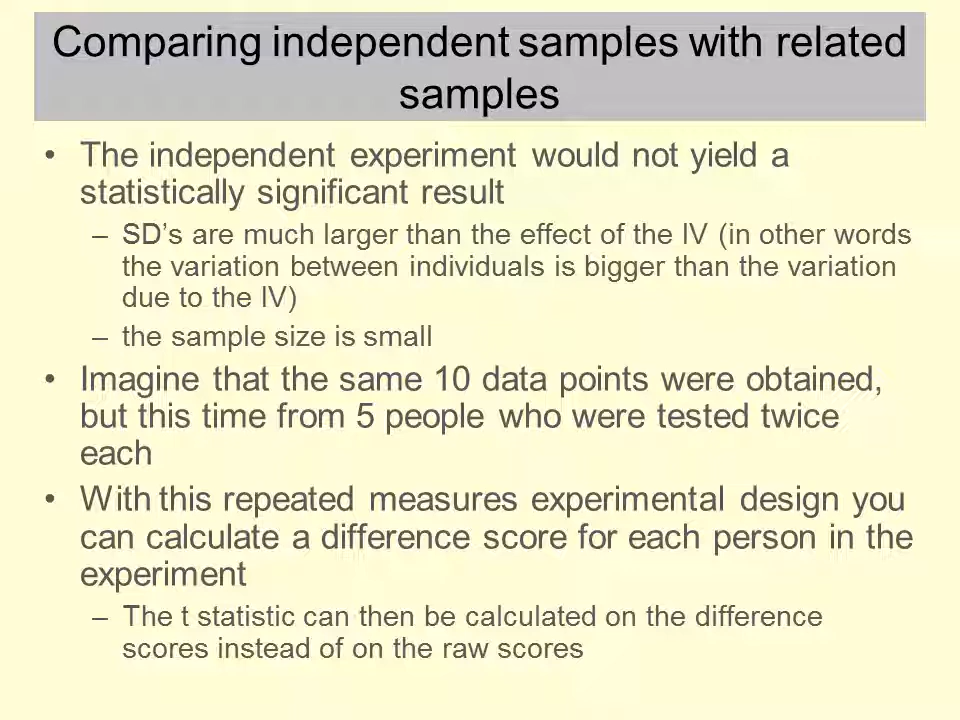 Comparing independent samples with related
samples
• The independent experiment would not yield a
statistically significant result
– SD's are much larger than the effect of the IV (in other words
the variation between individuals is bigger than the variation
due to the IV)
– the sample size is small
• Imagine that the same 10 data points were obtained,
but this time from 5 people who were tested twice
each
• With this repeated measures experimental design you
can calculate a difference score for each person in the
experiment
– The t statistic can then be calculated on the difference
scores instead of on the raw scores